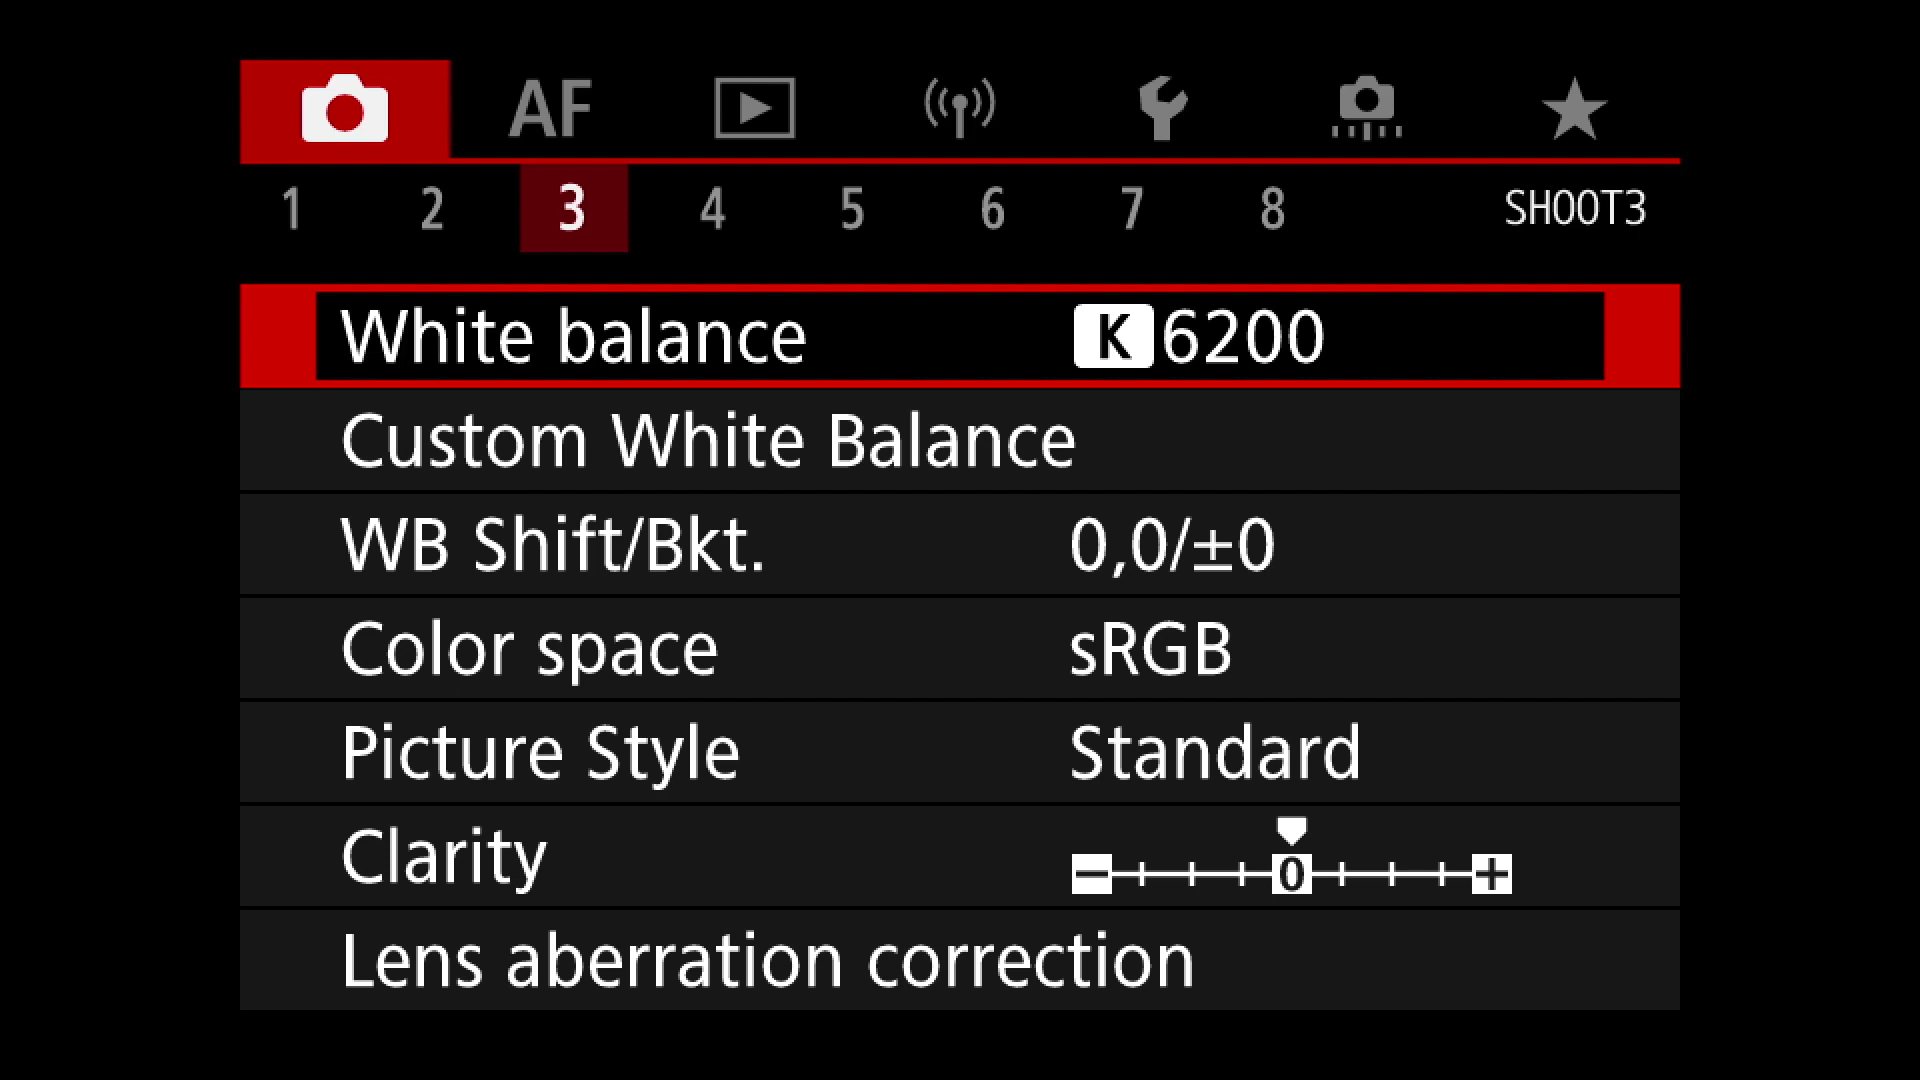 AF
1 2 3 4 5 6 7 8 SHOOT3
White balance K 6200
Custom White Balance
WB Shift/Bkt. 0,0/±0
Color space sRGB
Picture Style Standard
Clarity − 0 +
Lens aberration correction